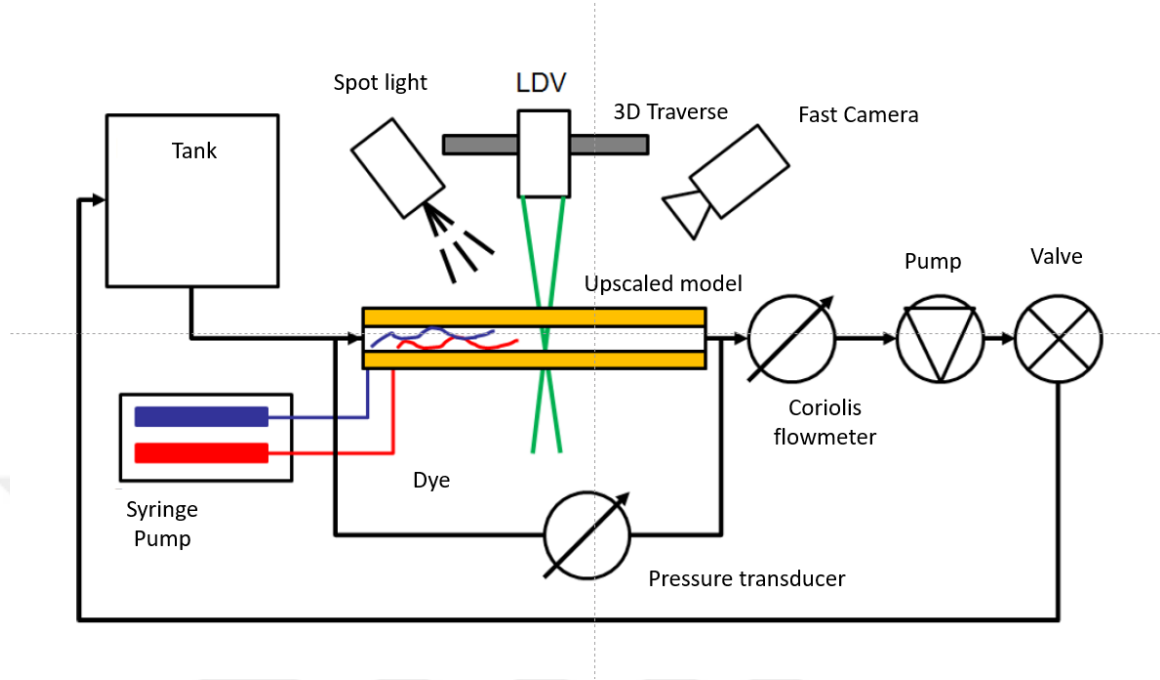 Spot light
LDV
3D Traverse
Fast Camera
Tank
Upscaled model
Pump
Valve
Coriolis
flowmeter
Dye
Syringe
Pump
Pressure transducer